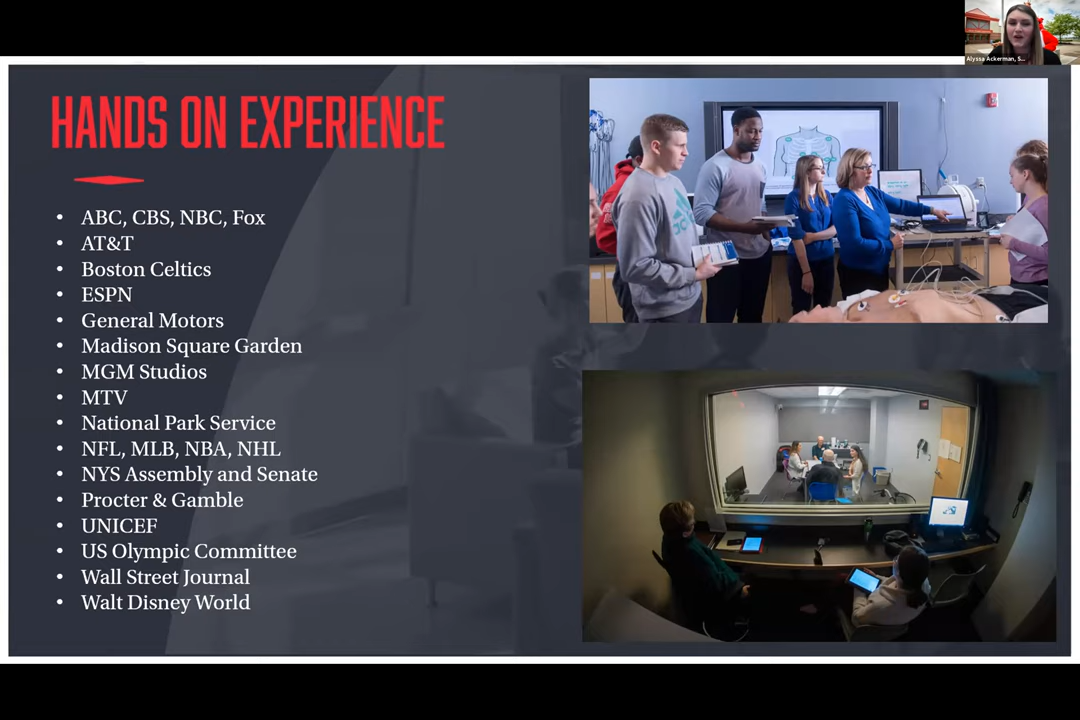 Alyssa Ackerman, S...
HANDS ON EXPERIENCE
• ABC, CBS, NBC, Fox
• AT&T
• Boston Celtics
• ESPN
• General Motors
• Madison Square Garden
• MGM Studios
• MTV
• National Park Service
• NFL, MLB, NBA, NHL
• NYS Assembly and Senate
• Procter & Gamble
• UNICEF
• US Olympic Committee
• Wall Street Journal
• Walt Disney World